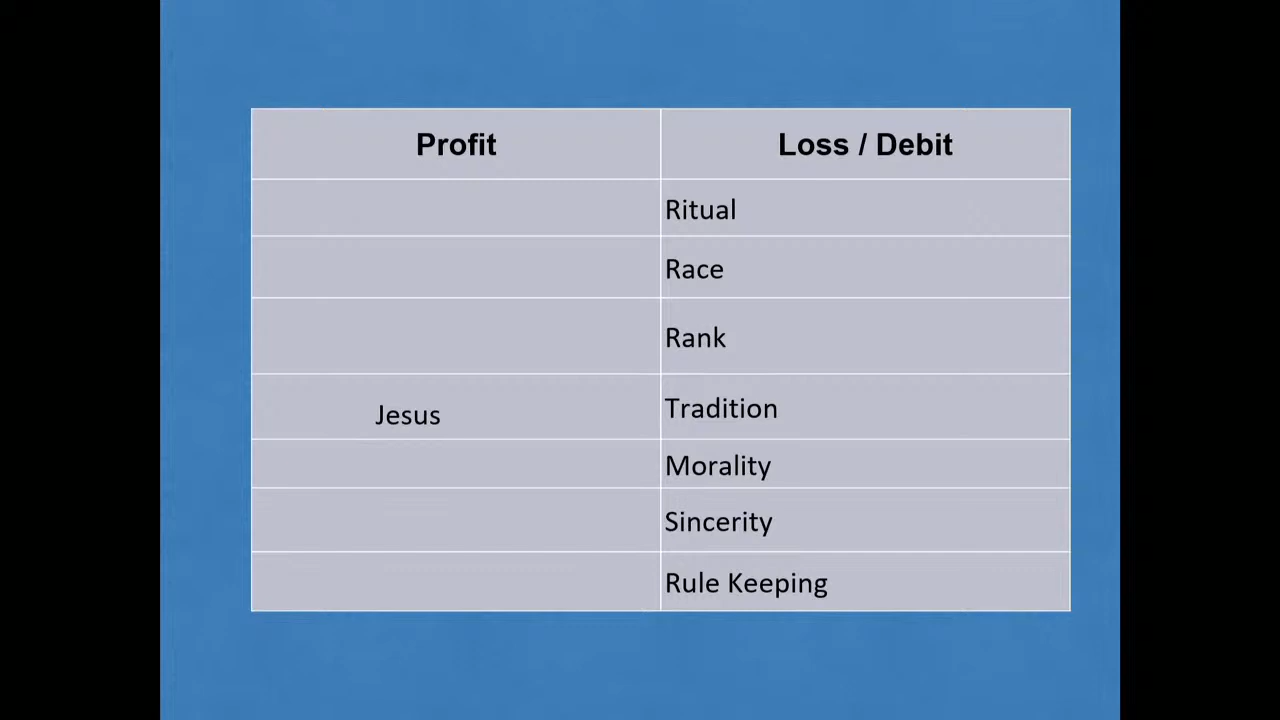 Profit Loss / Debit
Ritual
Race
Rank
Jesus Tradition
Morality
Sincerity
Rule Keeping